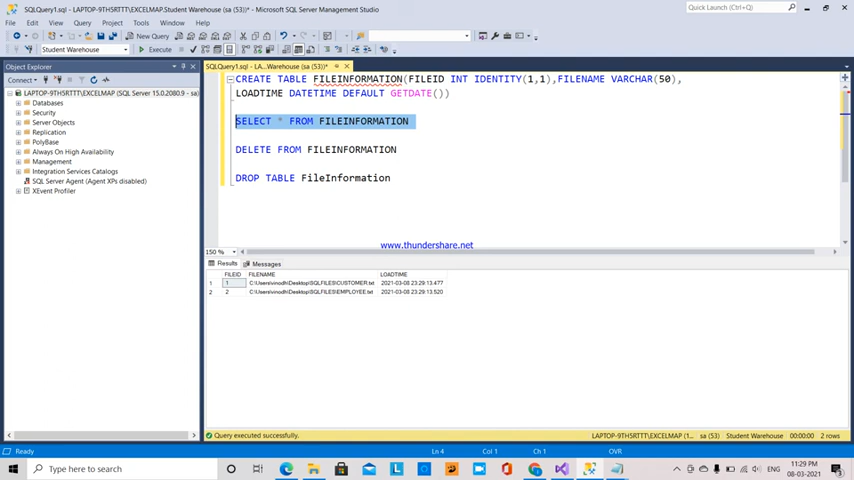 SQLQuery1.sql - LAPTOP-9TH5RTTT\EXCELMAP.Student Warehouse (sa (53))* - Microsoft SQL Server Management Studio
Quick Launch (Ctrl+Q)
File Edit View Query Project Tools Window Help
New Query
Student Warehouse Execute
Object Explorer
SQLQuery1.sql - LA...Warehouse (sa (53))*
Connect
LAPTOP-9TH5RTTT\EXCELMAP (SQL Server 15.0.2080.9 - sa)
Databases
Security
Server Objects
Replication
PolyBase
Always On High Availability
Management
Integration Services Catalogs
SQL Server Agent (Agent XPs disabled)
XEvent Profiler
CREATE TABLE FILEINFORMATION(FILEID INT IDENTITY(1,1),FILENAME VARCHAR(50),
LOADTIME DATETIME DEFAULT GETDATE())
SELECT * FROM FILEINFORMATION
DELETE FROM FILEINFORMATION
DROP TABLE FileInformation
www.thundershare.net
150 %
Results Messages
FILEID FILENAME LOADTIME
1 1 C:\Users\vinodh\Desktop\SQLFILES\CUSTOMER.txt 2021-03-08 23:29:13.477
2 2 C:\Users\vinodh\Desktop\SQLFILES\EMPLOYEE.txt 2021-03-08 23:29:13.520
Query executed successfully. LAPTOP-9TH5RTTT\EXCELMAP (1... sa (53) Student Warehouse 00:00:00 2 rows
Ready Ln 4 Col 1 Ch 1 OVR
Type here to search
ENG
11:29 PM
08-03-2021